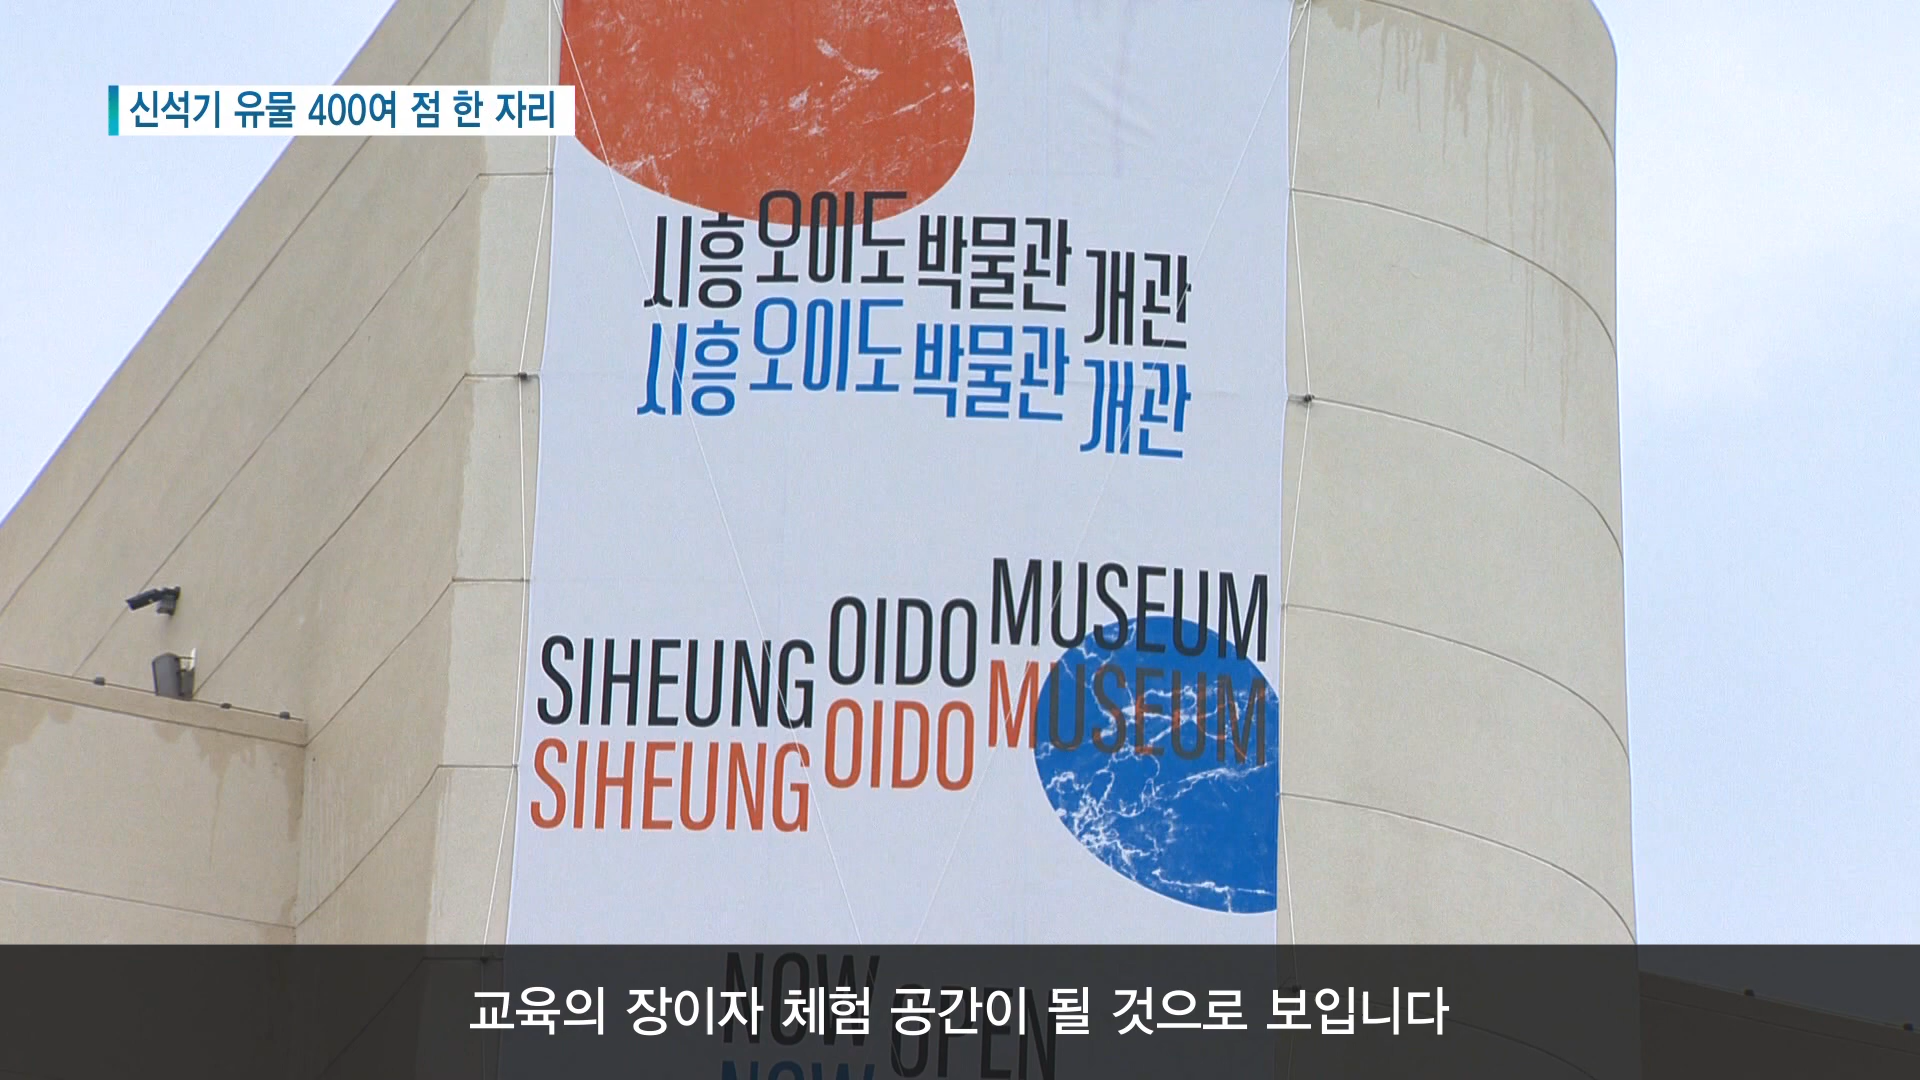 신석기 유물 400여 점 한 자리
시흥 오이도 박물관 개관
시흥 오이도 박물관 개관
SIHEUNG OIDO MUSEUM
SIHEUNG OIDO MUSEUM
NOW OPEN
NOW
교육의 장이자 체험 공간이 될 것으로 보입니다